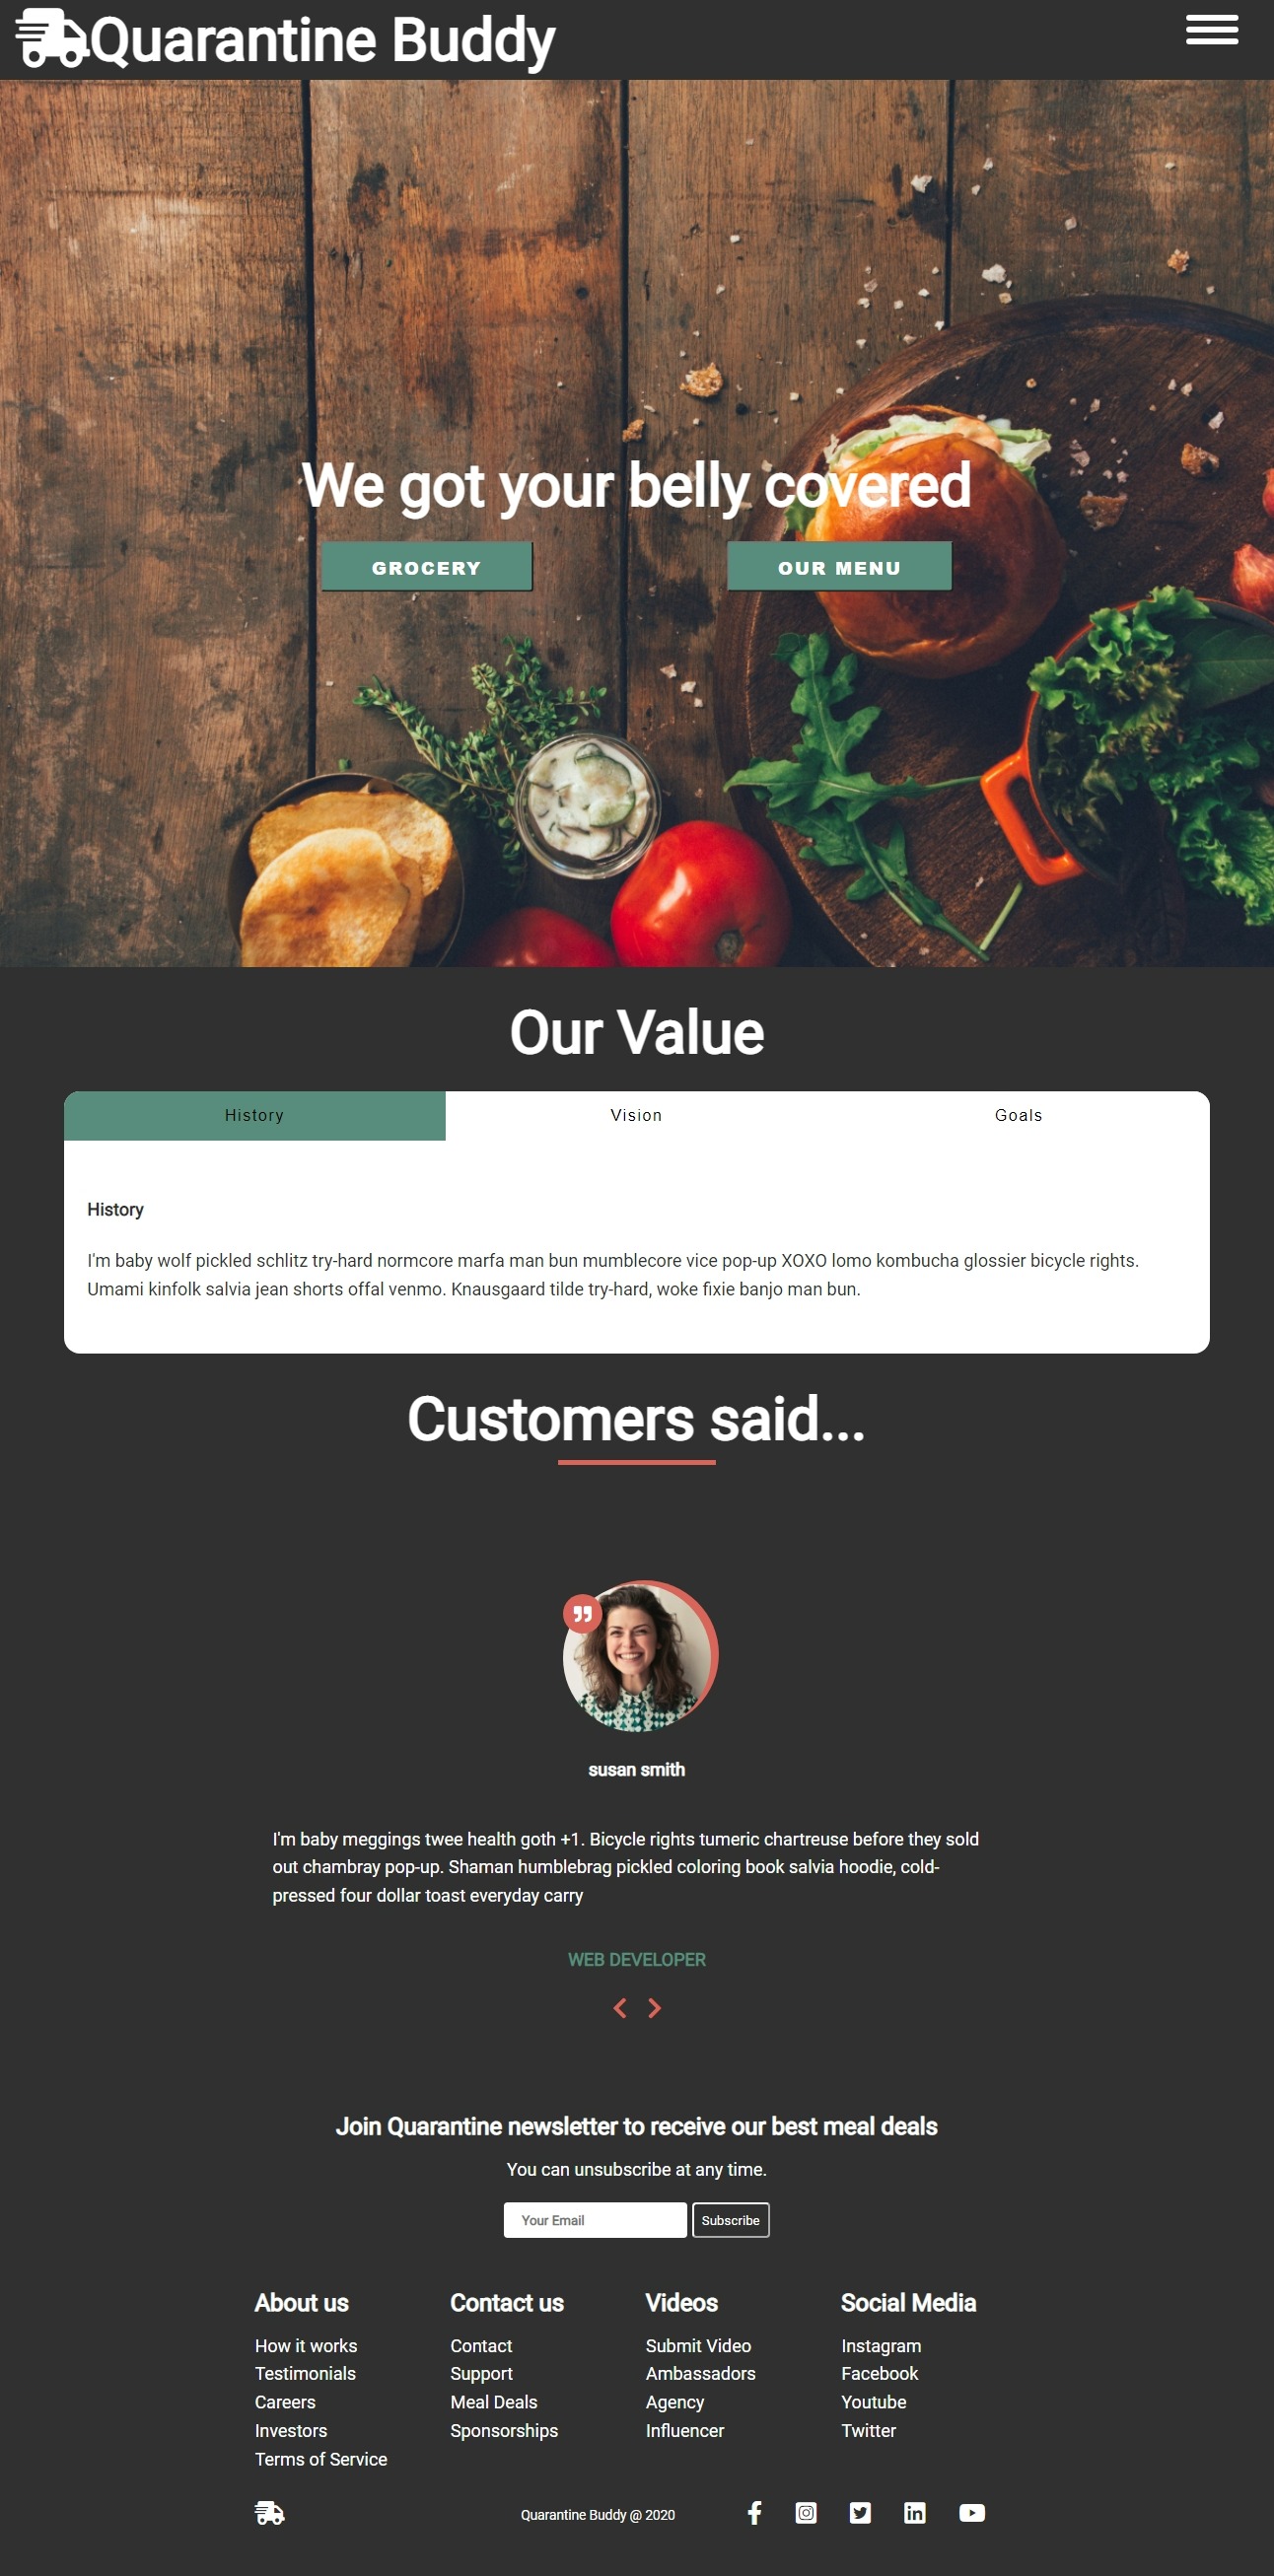 Quarantine Buddy
We got your belly covered
GROCERY
OUR MENU
Our Value
History
Vision
Goals
History
I'm baby wolf pickled schlitz try-hard normcore marfa man bun mumblecore vice pop-up XOXO lomo kombucha glossier bicycle rights.
Umami kinfolk salvia jean shorts offal venmo. Knausgaard tilde try-hard, woke fixie banjo man bun.
Customers said...
susan smith
I'm baby meggings twee health goth +1. Bicycle rights tumeric chartreuse before they sold
out chambray pop-up. Shaman humblebrag pickled coloring book salvia hoodie, cold-
pressed four dollar toast everyday carry
WEB DEVELOPER
Join Quarantine newsletter to receive our best meal deals
You can unsubscribe at any time.
Your Email
Subscribe
About us
How it works
Testimonials
Careers
Investors
Terms of Service
Contact us
Contact
Support
Meal Deals
Sponsorships
Videos
Submit Video
Ambassadors
Agency
Influencer
Social Media
Instagram
Facebook
Youtube
Twitter
Quarantine Buddy @ 2020